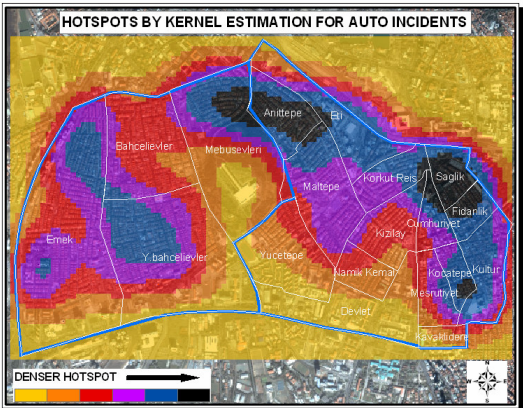 HOTSPOTS BY KERNEL ESTIMATION FOR AUTO INCIDENTS
Anittepe
Eti
Bahcelievler
Mebusevleri
Maltepe
Korkut Reis
Saglik
Fidanlik
Cumhuriyet
Kizilay
Emek
Y.bahcelievler
Yucetepe
Namik Kemal
Kocatepe
Kultur
Mesrutiyet
Devlet
Kavaklidere
DENSER HOTSPOT